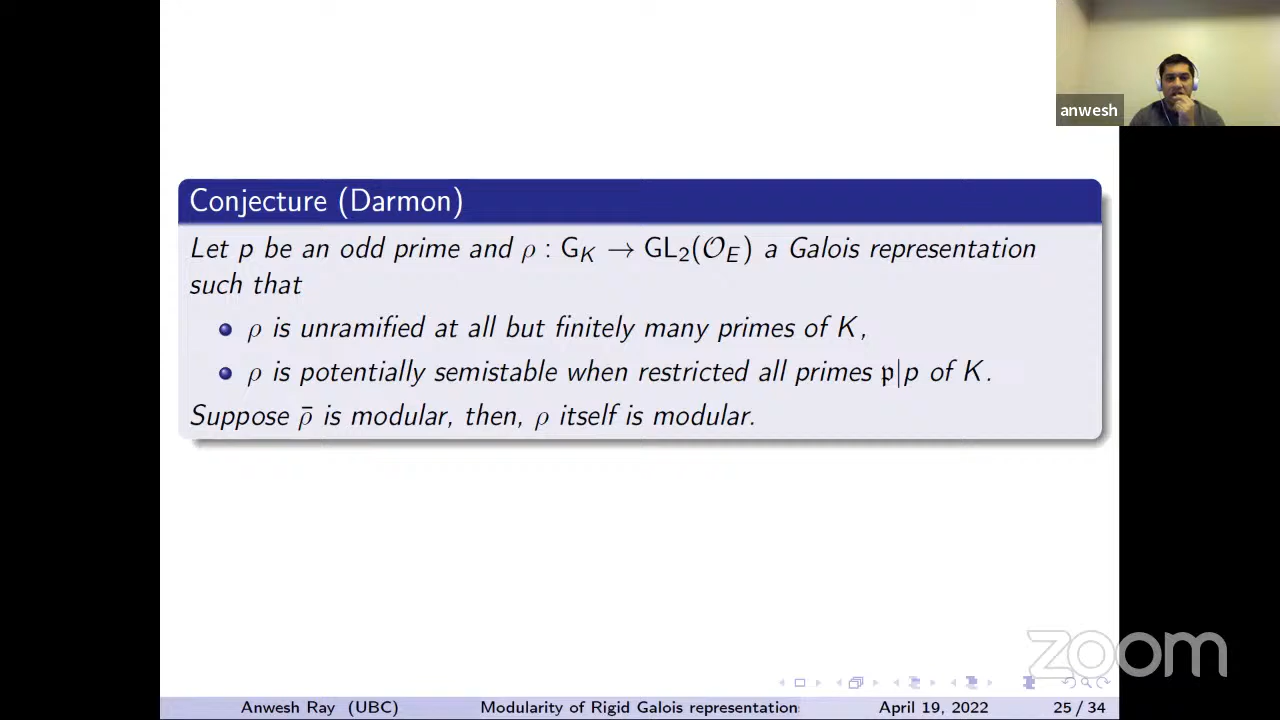 anwesh
Conjecture (Darmon)
Let p be an odd prime and ρ : G_K → GL₂(𝒪_E) a Galois representation
such that
ρ is unramified at all but finitely many primes of K,
ρ is potentially semistable when restricted all primes 𝔭|p of K.
Suppose ρ̄ is modular, then, ρ itself is modular.
zoom
Anwesh Ray (UBC) Modularity of Rigid Galois representation April 19, 2022 25 / 34